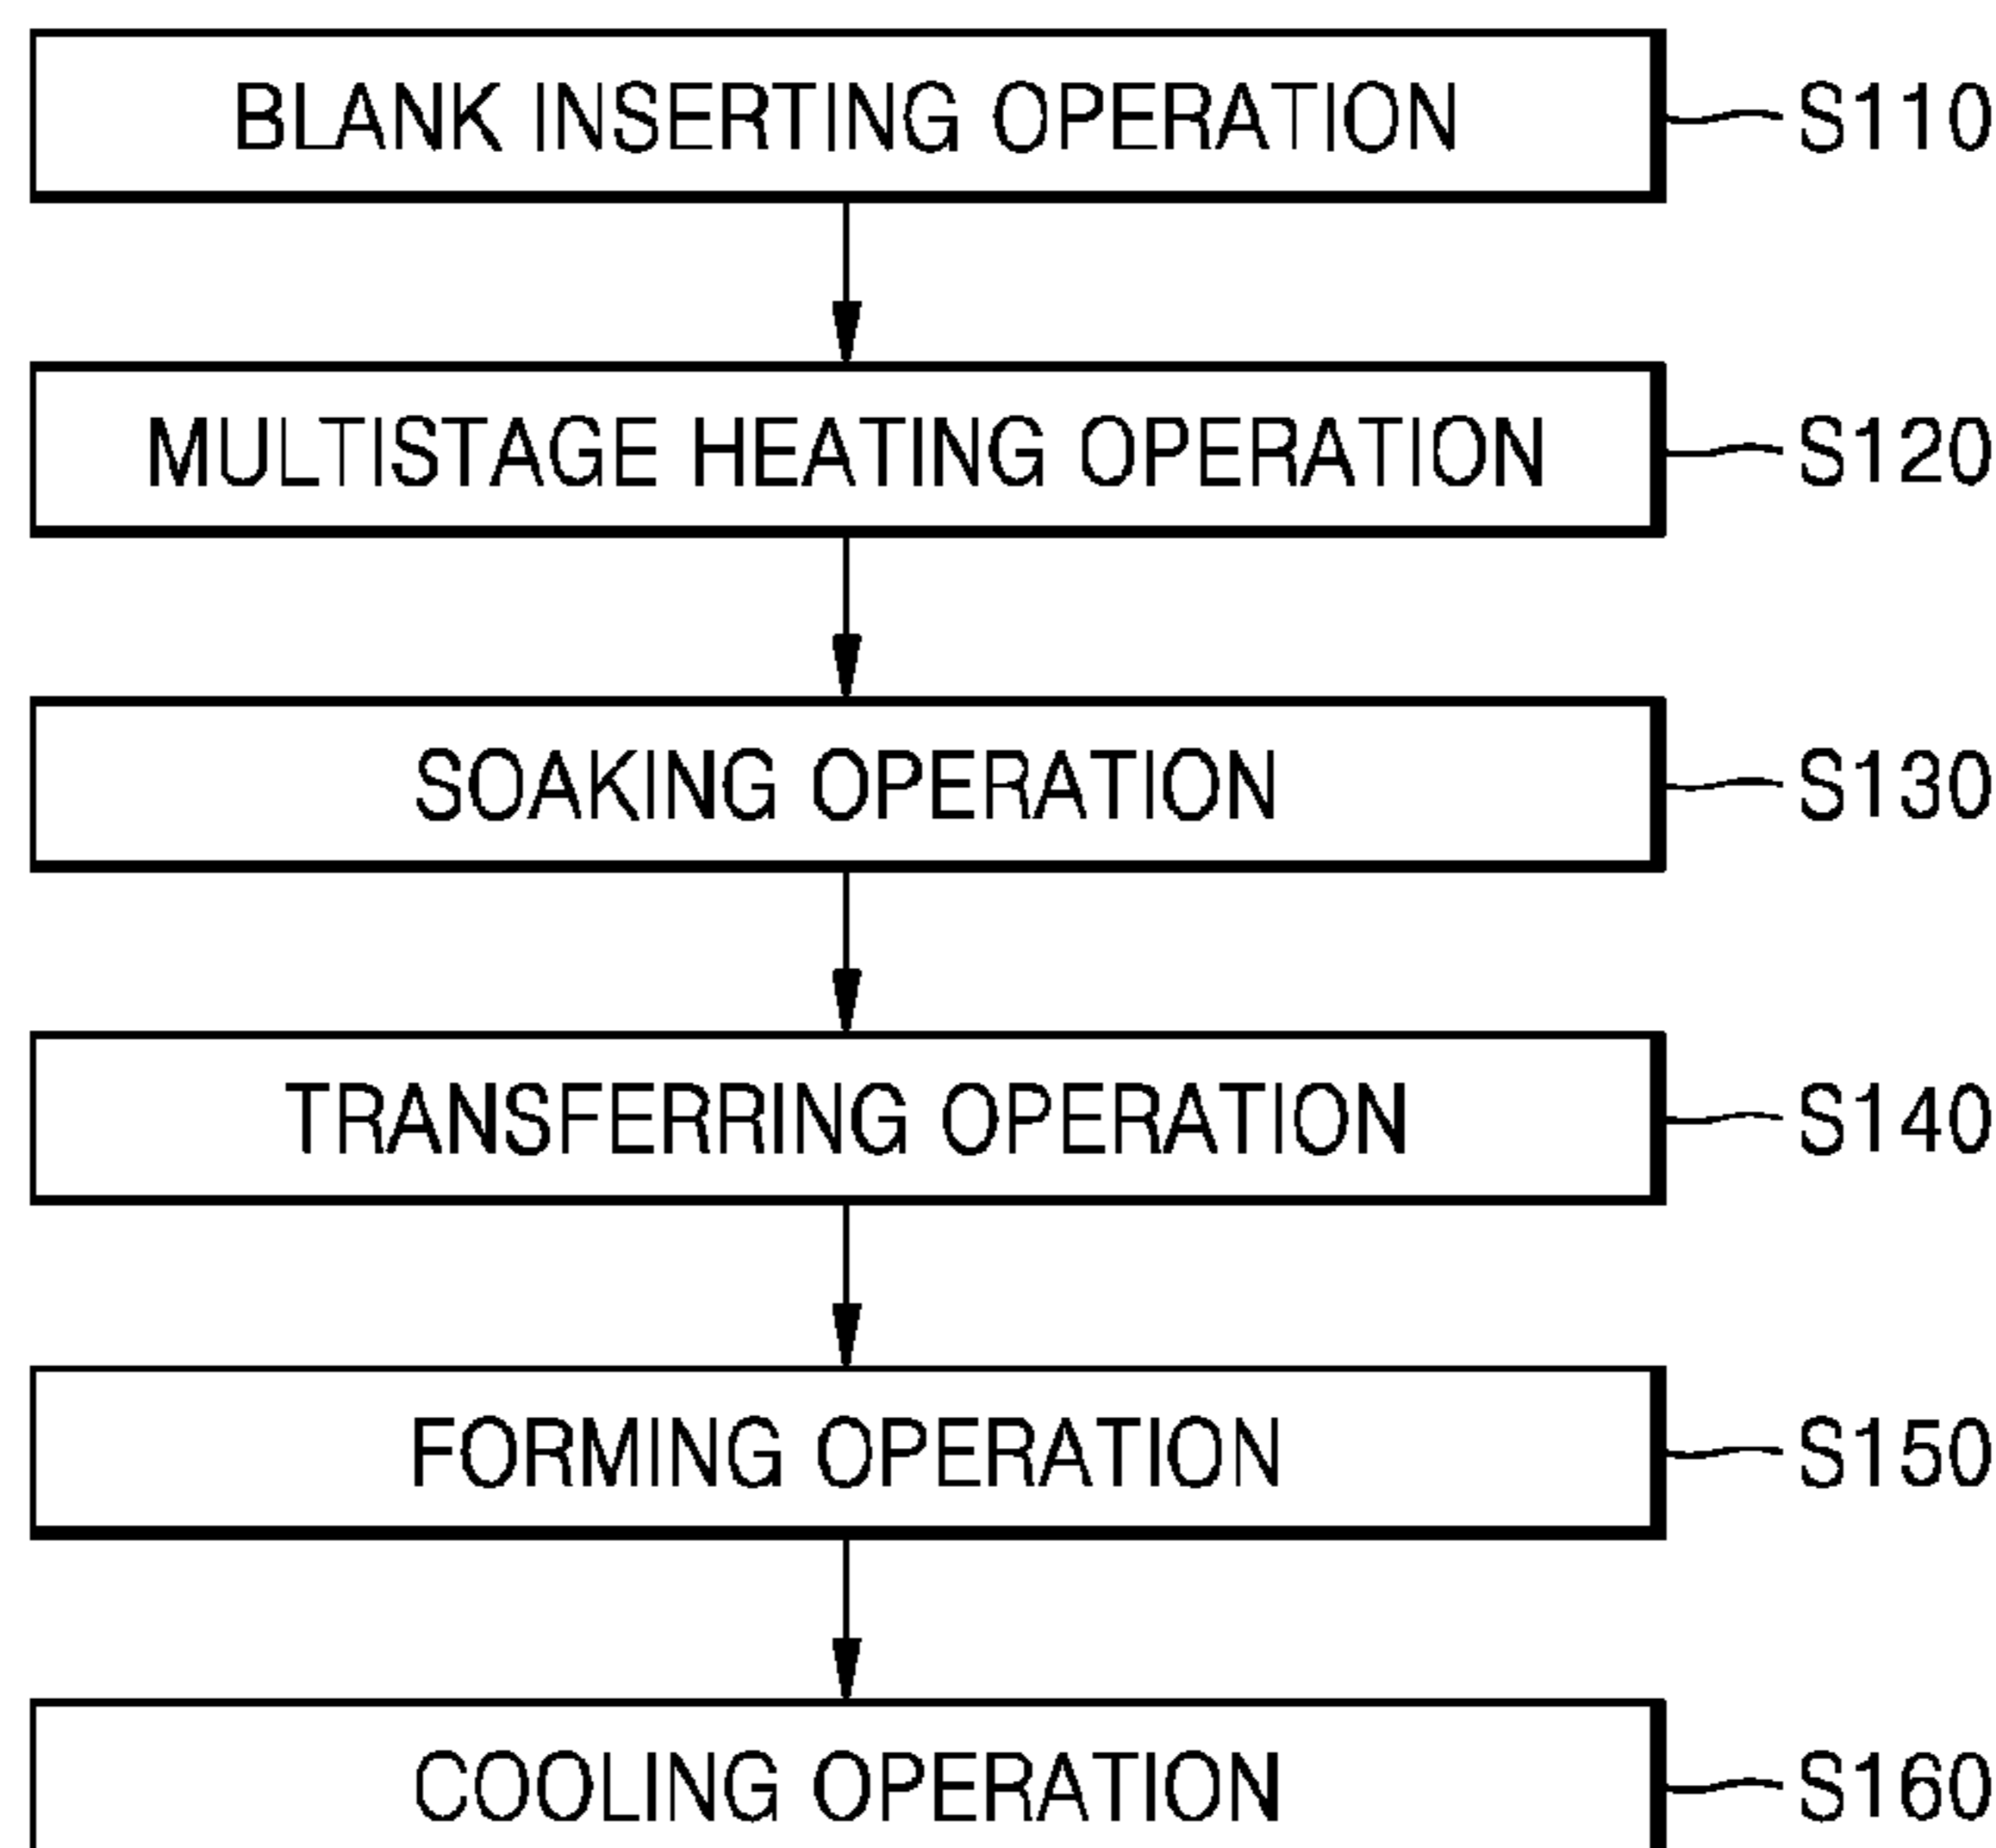 BLANK INSERTING OPERATION S110
MULTISTAGE HEATING OPERATION S120
SOAKING OPERATION S130
TRANSFERRING OPERATION S140
FORMING OPERATION S150
COOLING OPERATION S160